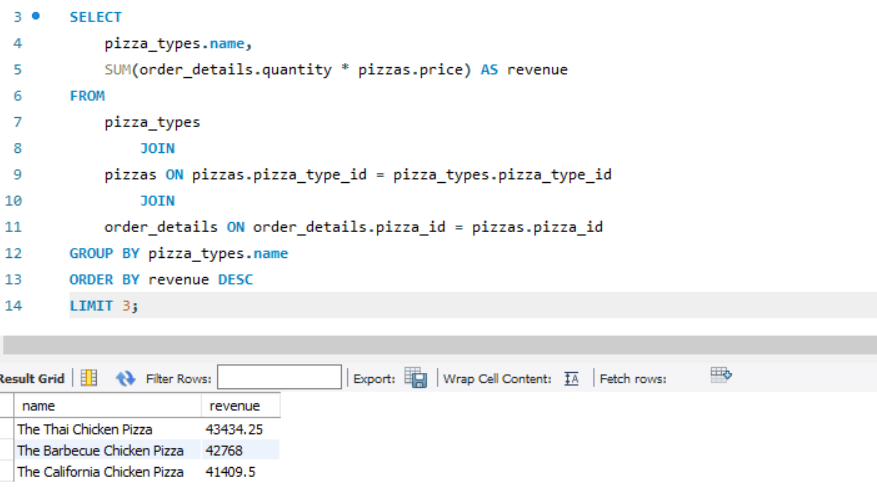 3 SELECT
4 pizza_types.name,
5 SUM(order_details.quantity * pizzas.price) AS revenue
6 FROM
7 pizza_types
8 JOIN
9 pizzas ON pizzas.pizza_type_id = pizza_types.pizza_type_id
10 JOIN
11 order_details ON order_details.pizza_id = pizzas.pizza_id
12 GROUP BY pizza_types.name
13 ORDER BY revenue DESC
14 LIMIT 3;
Result Grid Filter Rows: Export: Wrap Cell Content: IA Fetch rows:
name revenue
The Thai Chicken Pizza 43434.25
The Barbecue Chicken Pizza 42768
The California Chicken Pizza 41409.5